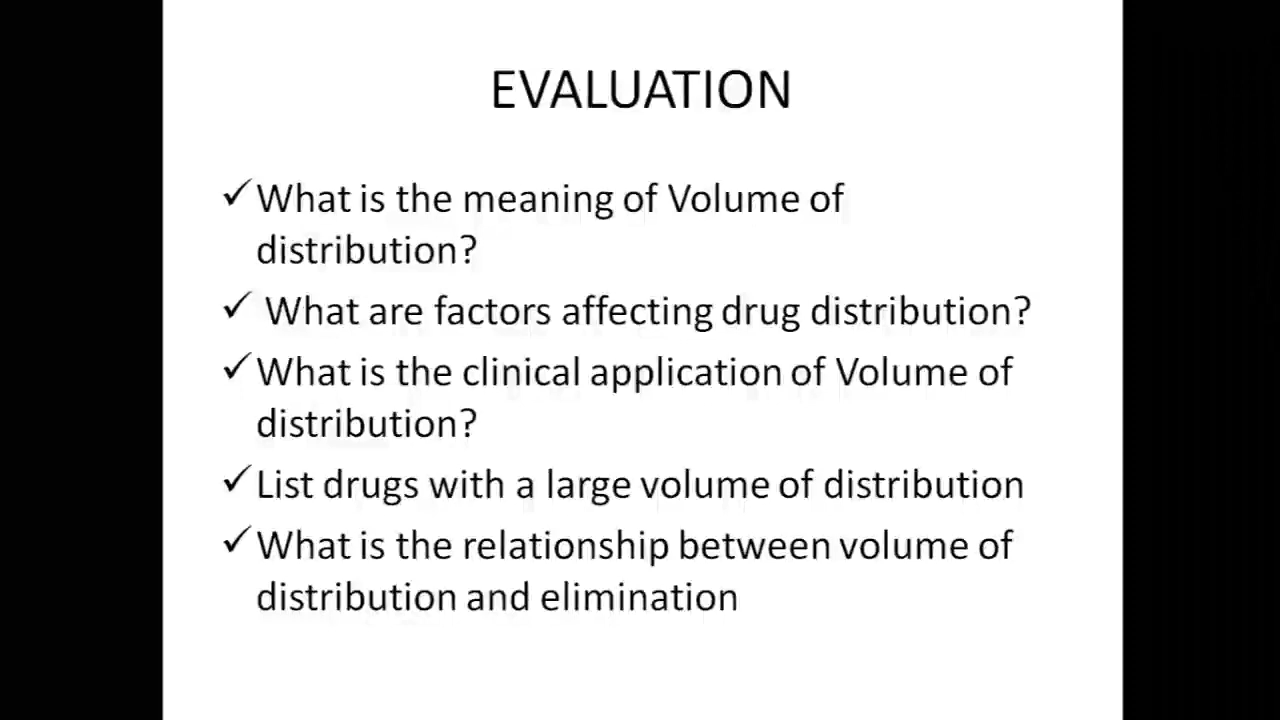 EVALUATION
✓What is the meaning of Volume of
distribution?
✓ What are factors affecting drug distribution?
✓What is the clinical application of Volume of
distribution?
✓List drugs with a large volume of distribution
✓What is the relationship between volume of
distribution and elimination